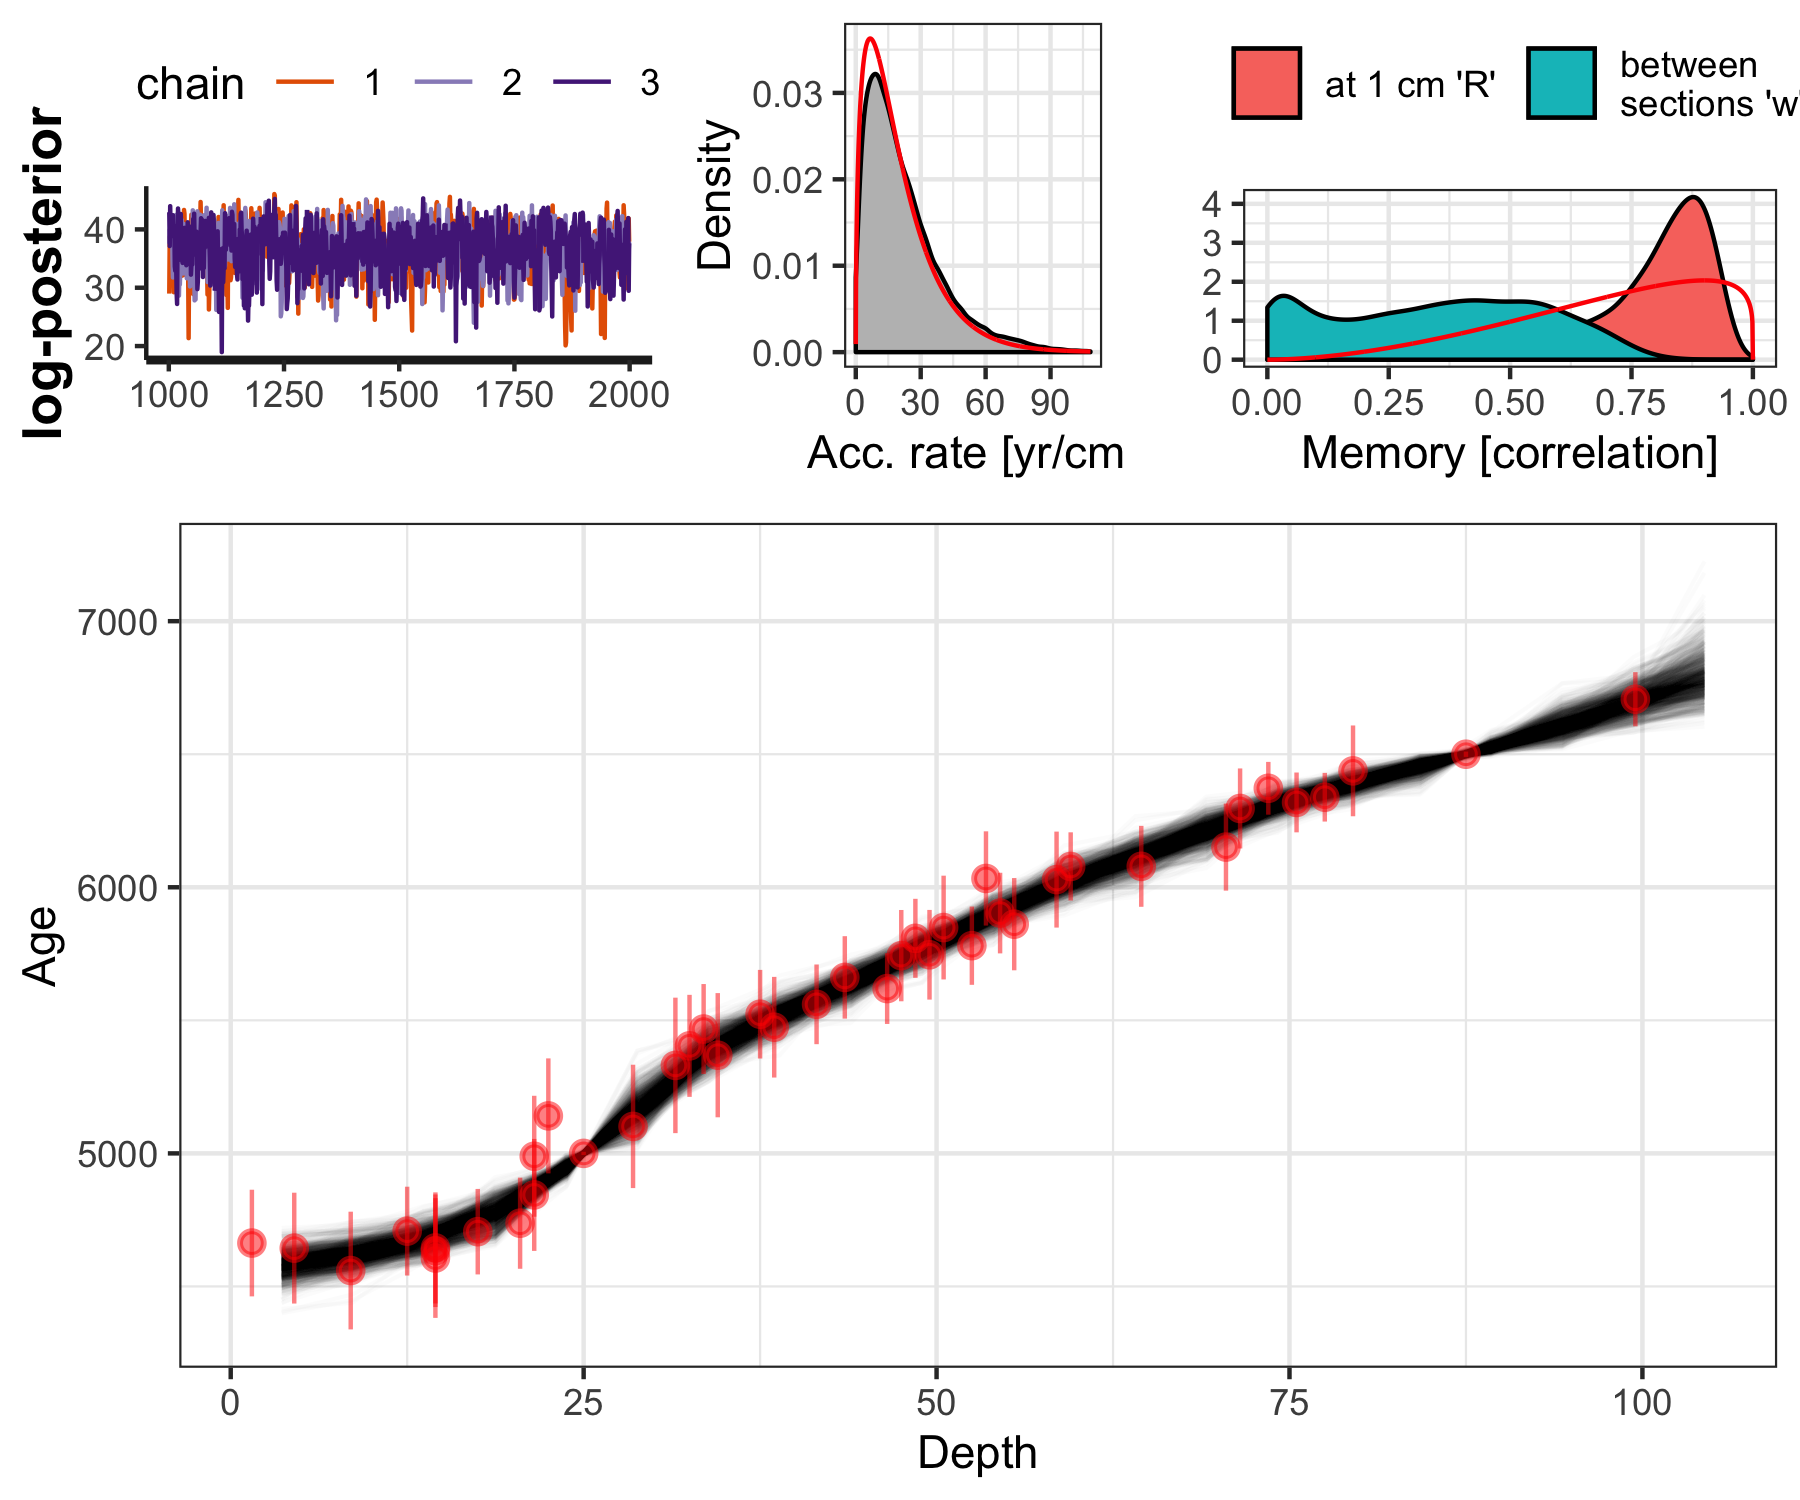 chain 1 2 3
log-posterior
40
30
20
1000 1250 1500 1750 2000
Density
0.03
0.02
0.01
0.00
0 30 60 90
Acc. rate [yr/cm
at 1 cm 'R'
between
sections 'w'
4
3
2
1
0
0.00 0.25 0.50 0.75 1.00
Memory [correlation]
Age
7000
6000
5000
0 25 50 75 100
Depth